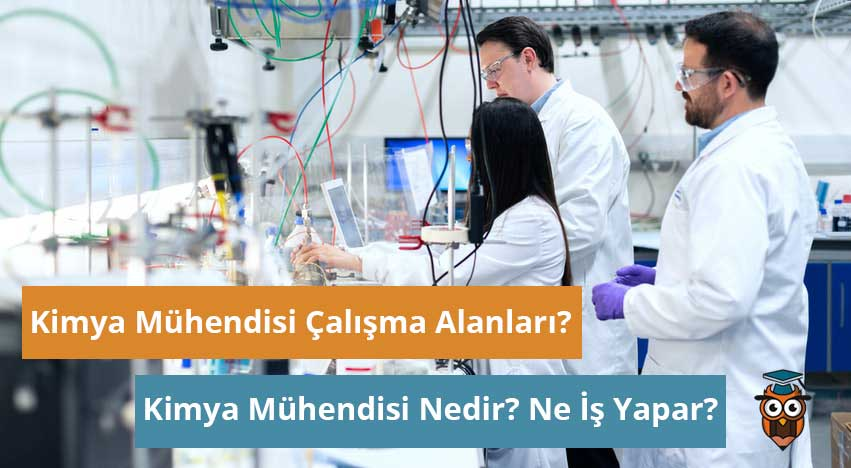 Kimya Mühendisi Çalışma Alanları?
Kimya Mühendisi Nedir? Ne İş Yapar?